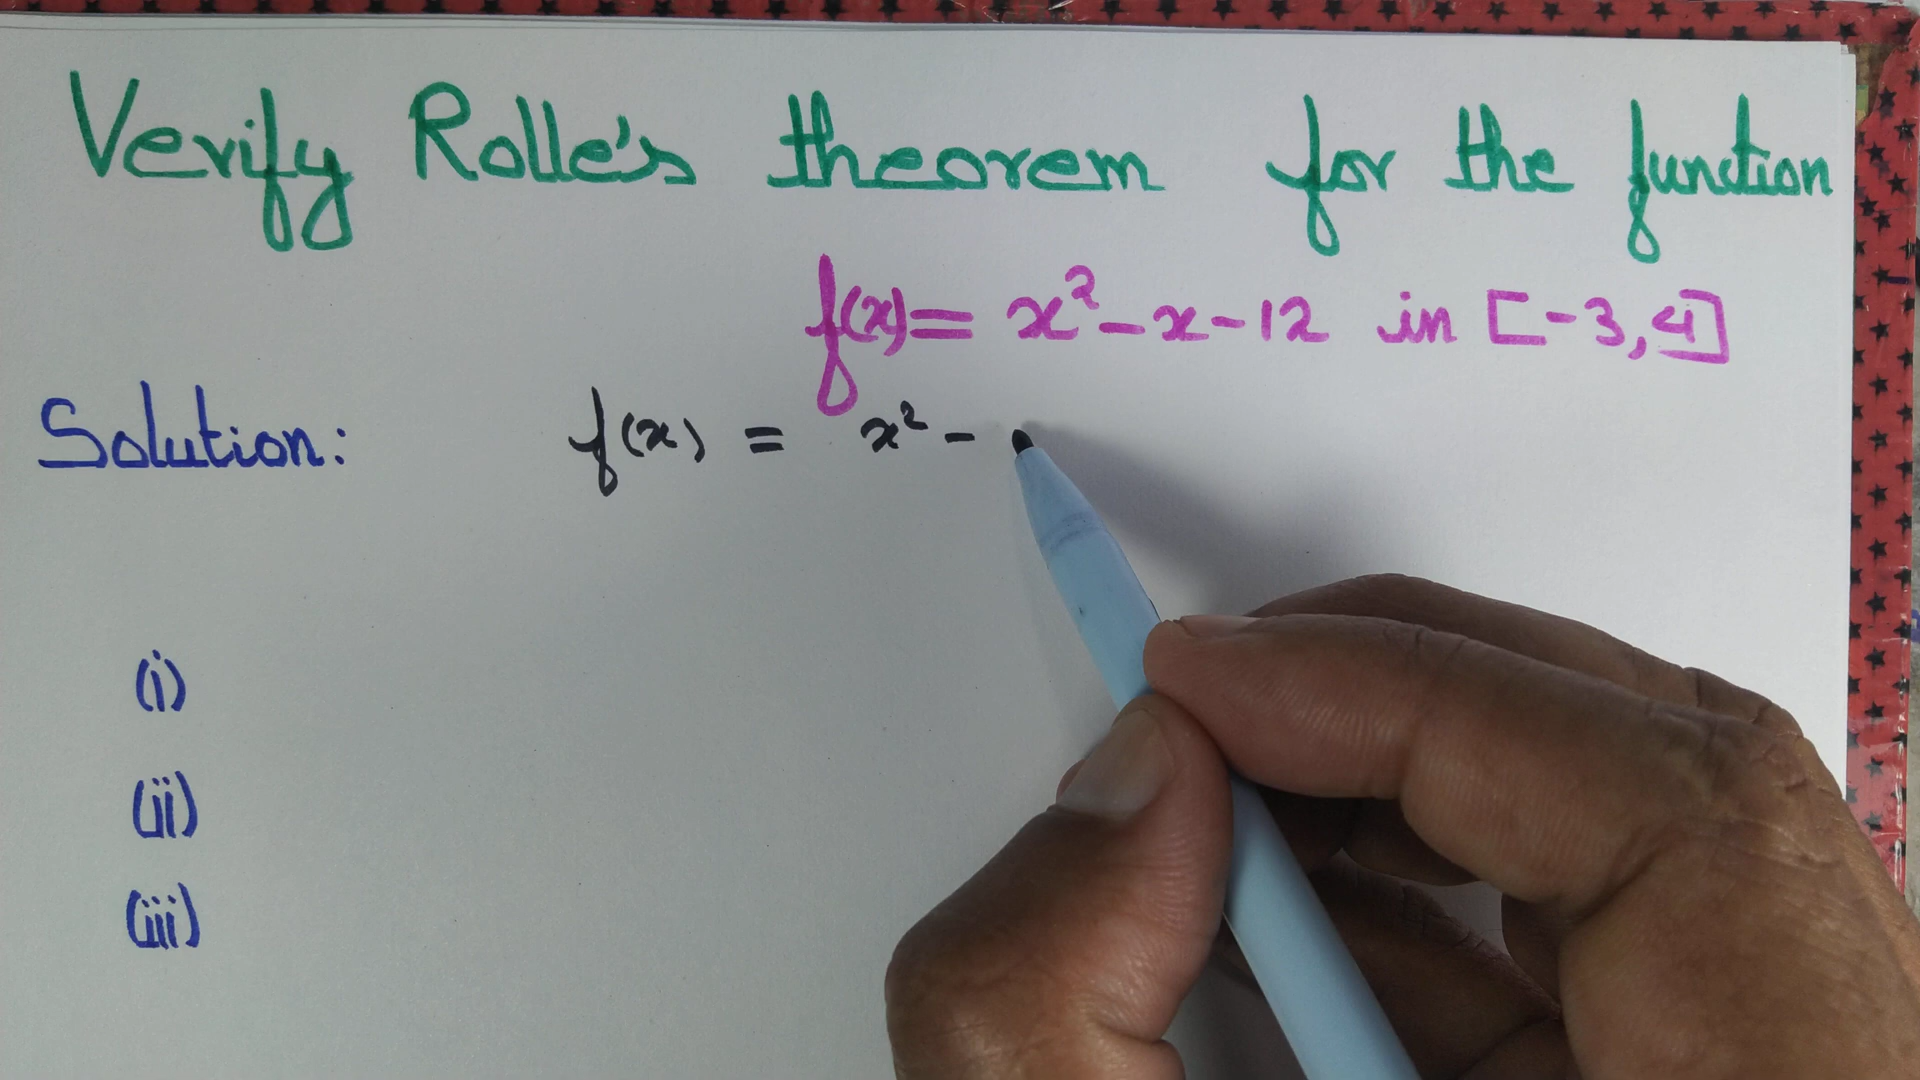 Verify Rolle's theorem for the function
f(x) = x² - x - 12 in [-3, 4]
Solution: f(x) = x² -
(i)
(ii)
(iii)